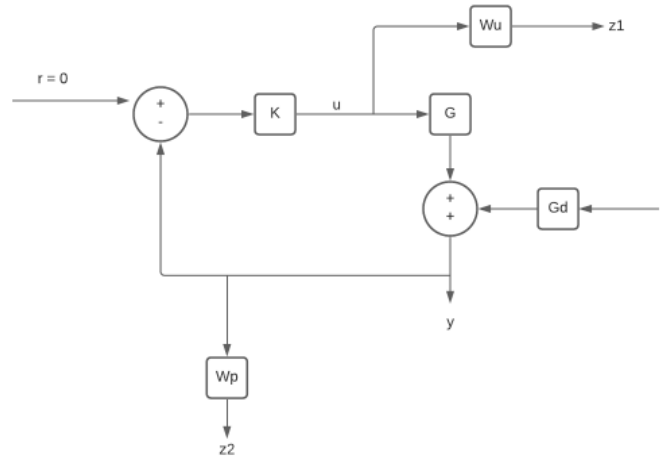 Wu
z1
r = 0
+
-
K
u
G
+
+
Gd
y
Wp
z2